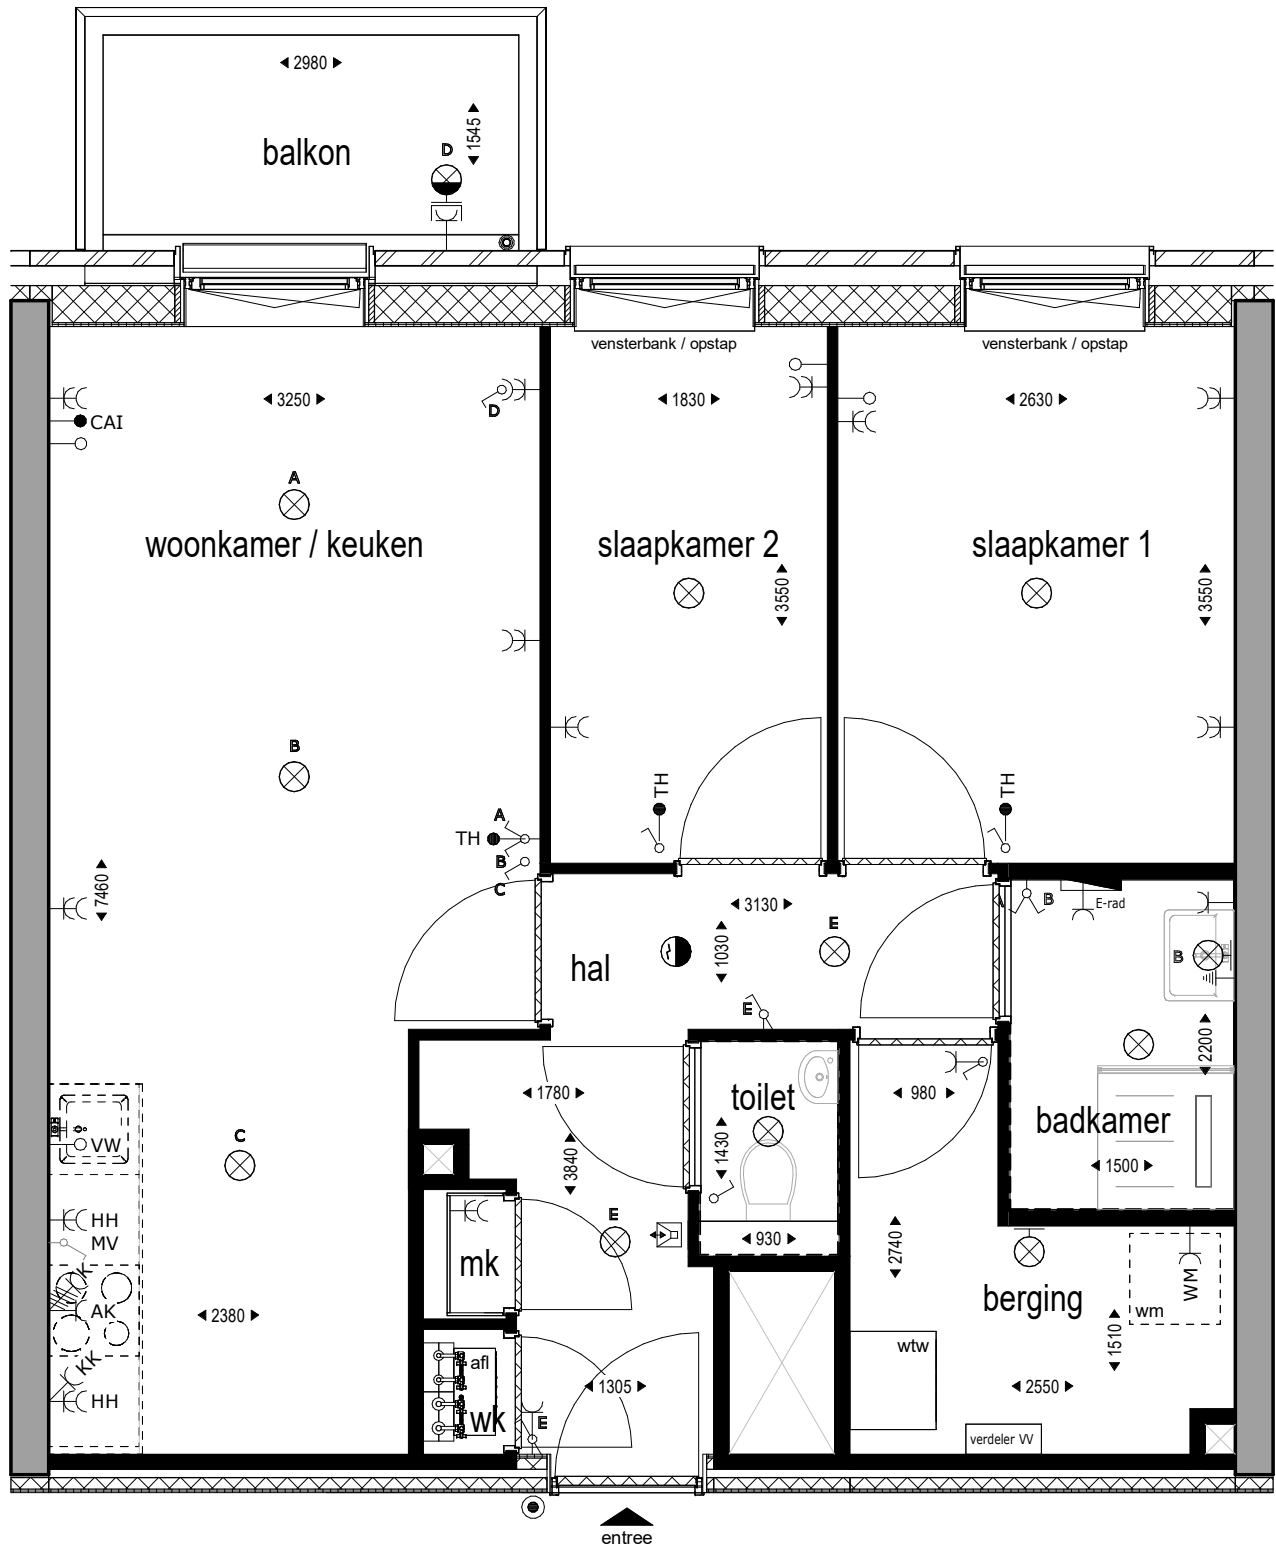 2980
1545
balkon
D
vensterbank / opstap
vensterbank / opstap
3250
D
1830
2630
CAI
A
woonkamer / keuken
slaapkamer 2
slaapkamer 1
3550
3550
B
TH
TH
A
TH
B
C
7460
3130
E
1030
hal
A
B
E-rad
B
E
2200
1780
980
toilet
badkamer
VW
C
1430
3840
1500
HH
MV
E
930
2740
mk
berging
WM
wm
AK
2380
1510
KK
afl
wtw
1305
2550
HH
wk
E
verdeler VV
entree